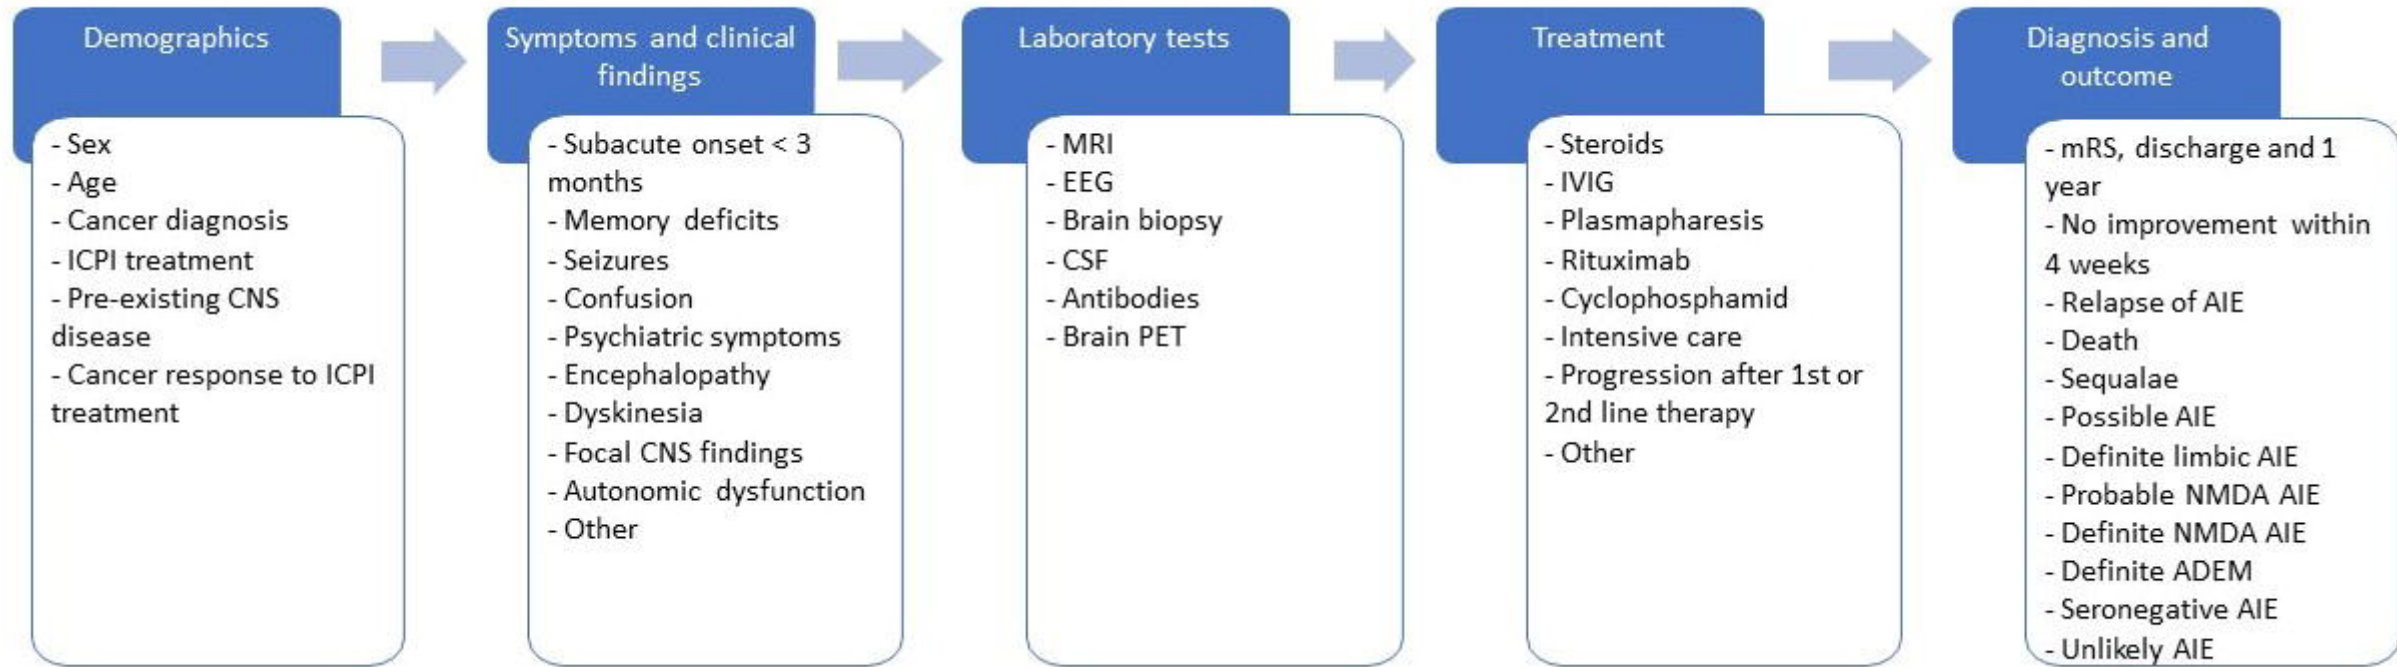 Demographics
- Sex
- Age
- Cancer diagnosis
- ICPI treatment
- Pre-existing CNS
disease
- Cancer response to ICPI
treatment
Symptoms and clinical
findings
- Subacute onset < 3
months
- Memory deficits
- Seizures
- Confusion
- Psychiatric symptoms
- Encephalopathy
- Dyskinesia
- Focal CNS findings
- Autonomic dysfunction
- Other
Laboratory tests
- MRI
- EEG
- Brain biopsy
- CSF
- Antibodies
- Brain PET
Treatment
- Steroids
- IVIG
- Plasmapharesis
- Rituximab
- Cyclophosphamid
- Intensive care
- Progression after 1st or
2nd line therapy
- Other
Diagnosis and
outcome
- mRS, discharge and 1
year
- No improvement within
4 weeks
- Relapse of AIE
- Death
- Sequalae
- Possible AIE
- Definite limbic AIE
- Probable NMDA AIE
- Definite NMDA AIE
- Definite ADEM
- Seronegative AIE
- Unlikely AIE